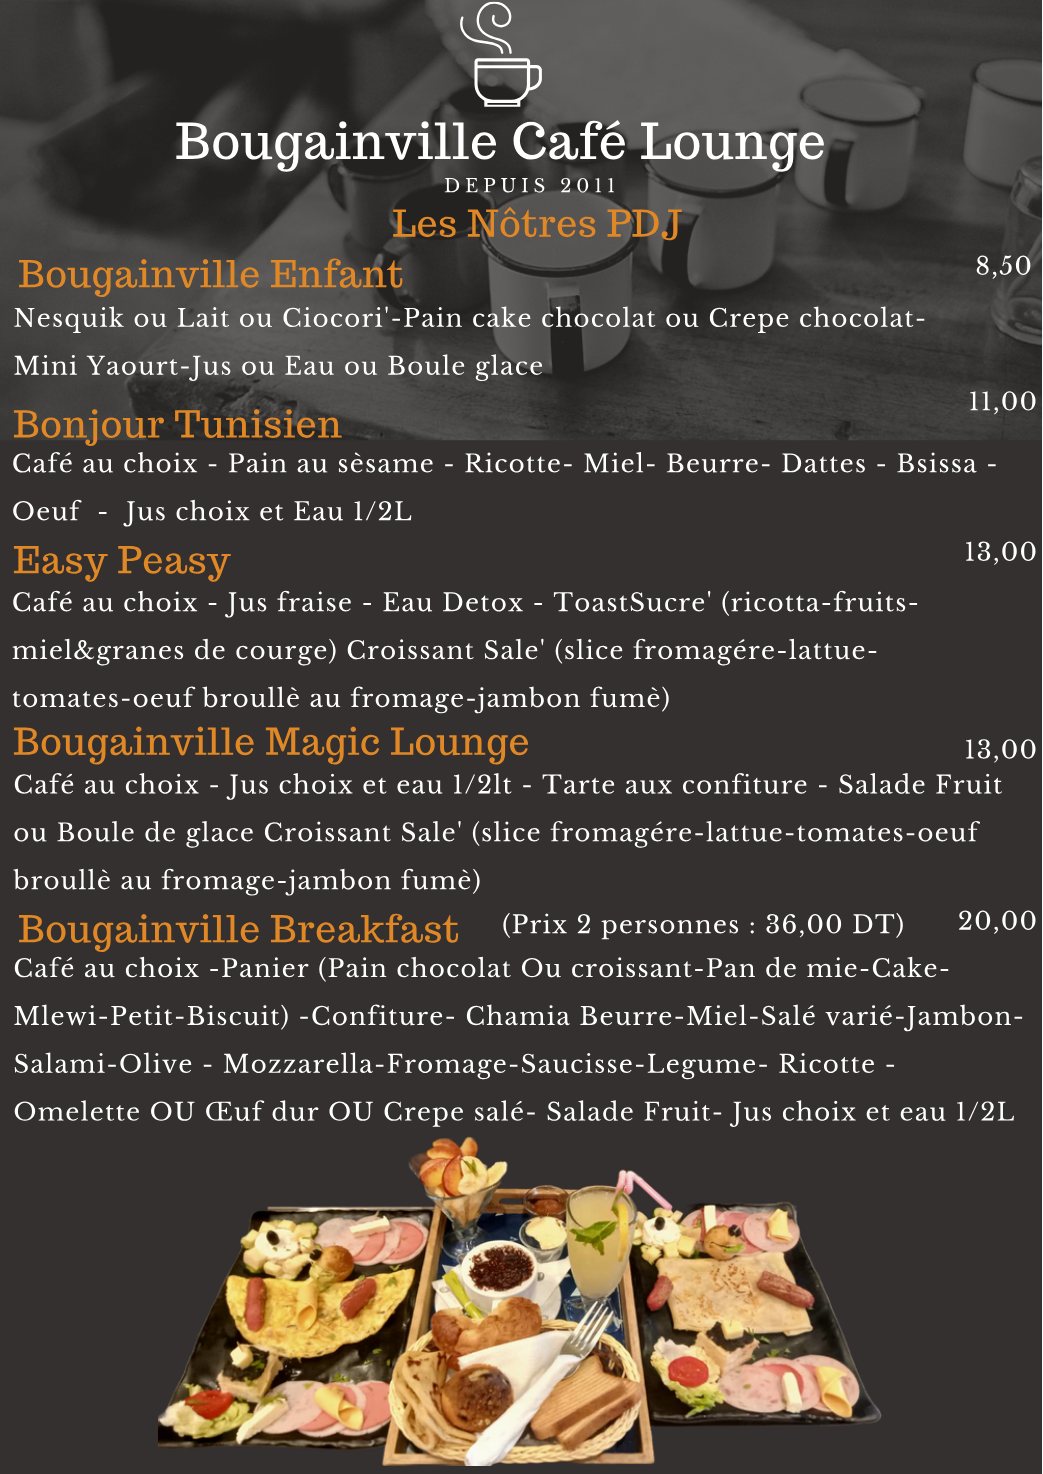 Bougainville Café Lounge
DEPUIS 2011
Les Nôtres PDJ
Bougainville Enfant 8,50
Nesquik ou Lait ou Ciocori'-Pain cake chocolat ou Crepe chocolat-
Mini Yaourt-Jus ou Eau ou Boule glace
Bonjour Tunisien 11,00
Café au choix - Pain au sèsame - Ricotte- Miel- Beurre- Dattes - Bsissa -
Oeuf - Jus choix et Eau 1/2L
Easy Peasy 13,00
Café au choix - Jus fraise - Eau Detox - ToastSucre' (ricotta-fruits-
miel&granes de courge) Croissant Sale' (slice fromagére-lattue-
tomates-oeuf broullè au fromage-jambon fumè)
Bougainville Magic Lounge 13,00
Café au choix - Jus choix et eau 1/2lt - Tarte aux confiture - Salade Fruit
ou Boule de glace Croissant Sale' (slice fromagére-lattue-tomates-oeuf
broullè au fromage-jambon fumè)
Bougainville Breakfast (Prix 2 personnes : 36,00 DT) 20,00
Café au choix -Panier (Pain chocolat Ou croissant-Pan de mie-Cake-
Mlewi-Petit-Biscuit) -Confiture- Chamia Beurre-Miel-Salé varié-Jambon-
Salami-Olive - Mozzarella-Fromage-Saucisse-Legume- Ricotte -
Omelette OU Œuf dur OU Crepe salé- Salade Fruit- Jus choix et eau 1/2L